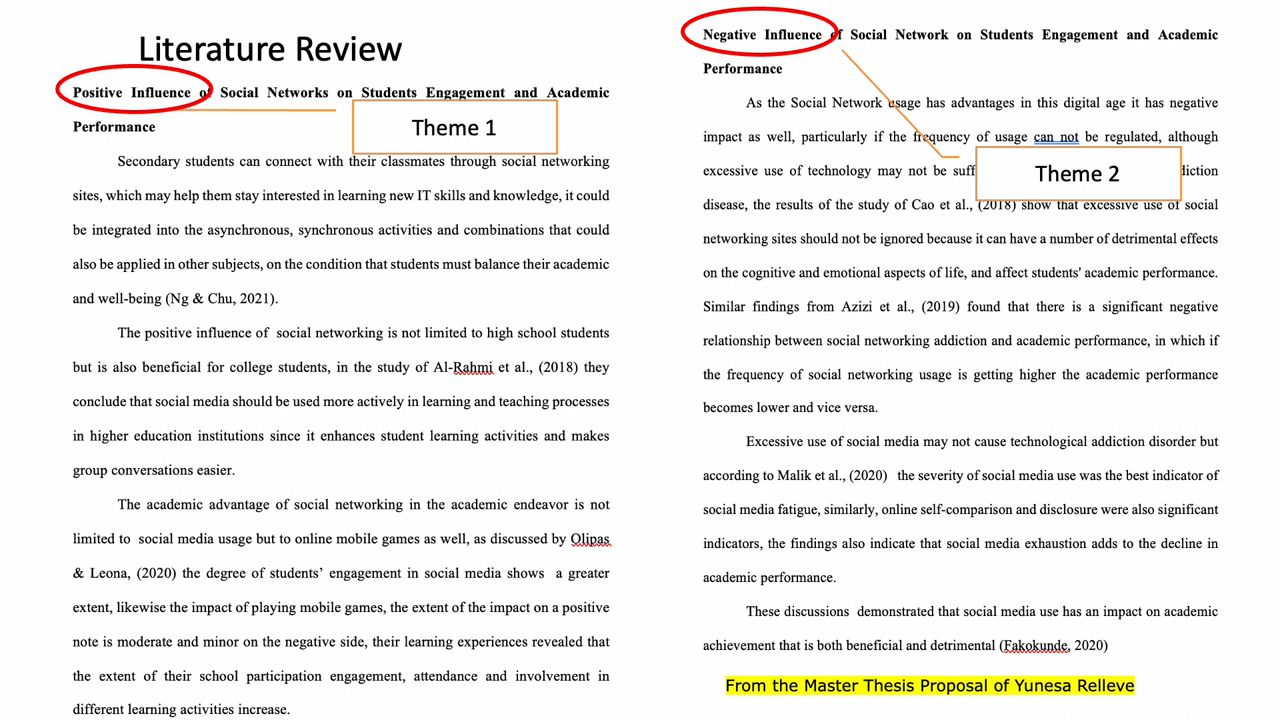 Literature Review
Positive Influence of Social Networks on Students Engagement and Academic
Performance
Theme 1
Secondary students can connect with their classmates through social networking
sites, which may help them stay interested in learning new IT skills and knowledge, it could
be integrated into the asynchronous, synchronous activities and combinations that could
also be applied in other subjects, on the condition that students must balance their academic
and well-being (Ng & Chu, 2021).
The positive influence of social networking is not limited to high school students
but is also beneficial for college students, in the study of Al-Rahmi et al., (2018) they
conclude that social media should be used more actively in learning and teaching processes
in higher education institutions since it enhances student learning activities and makes
group conversations easier.
The academic advantage of social networking in the academic endeavor is not
limited to social media usage but to online mobile games as well, as discussed by Olipas
& Leona, (2020) the degree of students’ engagement in social media shows a greater
extent, likewise the impact of playing mobile games, the extent of the impact on a positive
note is moderate and minor on the negative side, their learning experiences revealed that
the extent of their school participation engagement, attendance and involvement in
different learning activities increase.
Negative Influence of Social Network on Students Engagement and Academic
Performance
As the Social Network usage has advantages in this digital age it has negative
impact as well, particularly if the frequency of usage can not be regulated, although
excessive use of technology may not be
Theme 2
disease, the results of the study of Cao et al., (2018) show that excessive use of social
networking sites should not be ignored because it can have a number of detrimental effects
on the cognitive and emotional aspects of life, and affect students' academic performance.
Similar findings from Azizi et al., (2019) found that there is a significant negative
relationship between social networking addiction and academic performance, in which if
the frequency of social networking usage is getting higher the academic performance
becomes lower and vice versa.
Excessive use of social media may not cause technological addiction disorder but
according to Malik et al., (2020) the severity of social media use was the best indicator of
social media fatigue, similarly, online self-comparison and disclosure were also significant
indicators, the findings also indicate that social media exhaustion adds to the decline in
academic performance.
These discussions demonstrated that social media use has an impact on academic
achievement that is both beneficial and detrimental (Fakokunde, 2020)
From the Master Thesis Proposal of Yunesa Relleve